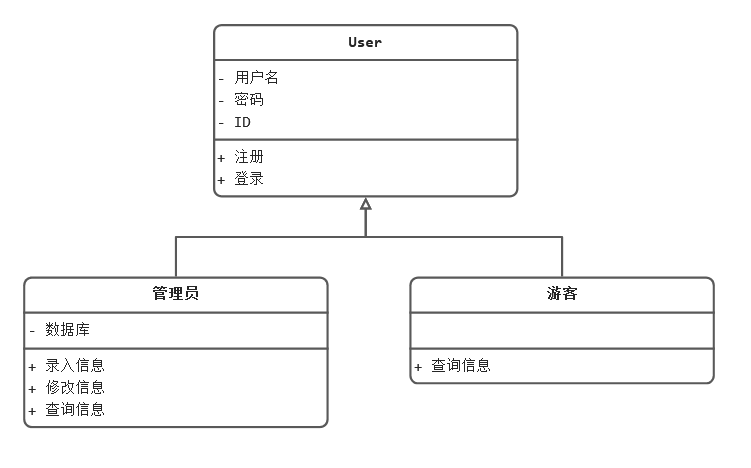 User
- 用户名
- 密码
- ID
+ 注册
+ 登录
管理员
- 数据库
+ 录入信息
+ 修改信息
+ 查询信息
游客
+ 查询信息